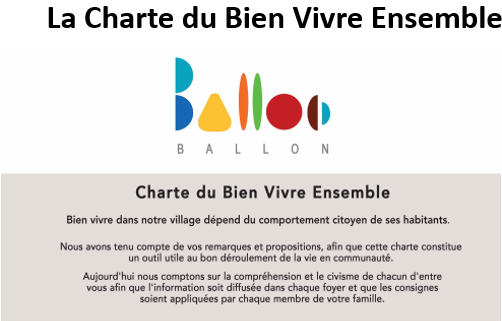 La Charte du Bien Vivre Ensemble
Balloo
BALLON
Charte du Bien Vivre Ensemble
Bien vivre dans notre village dépend du comportement citoyen de ses habitants.
Nous avons tenu compte de vos remarques et propositions, afin que cette charte constitue
un outil utile au bon déroulement de la vie en communauté.
Aujourd'hui nous comptons sur la compréhension et le civisme de chacun d'entre
vous afin que l'information soit diffusée dans chaque foyer et que les consignes
soient appliquées par chaque membre de votre famille.